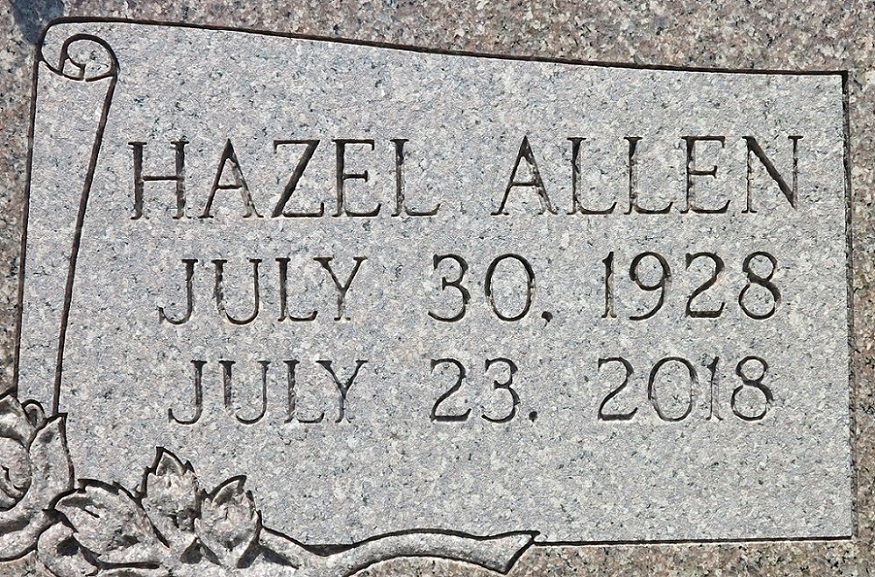 HAZEL ALLEN
JULY 30, 1928
JULY 23, 2018